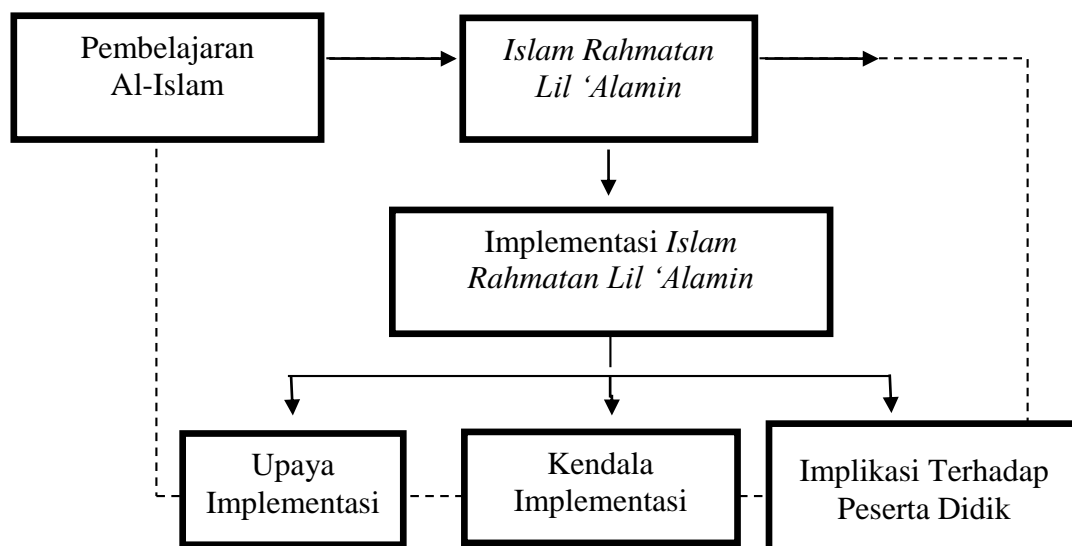 Pembelajaran
Al-Islam
Islam Rahmatan
Lil ‘Alamin
Implementasi Islam
Rahmatan Lil ‘Alamin
Upaya
Implementasi
Kendala
Implementasi
Implikasi Terhadap
Peserta Didik